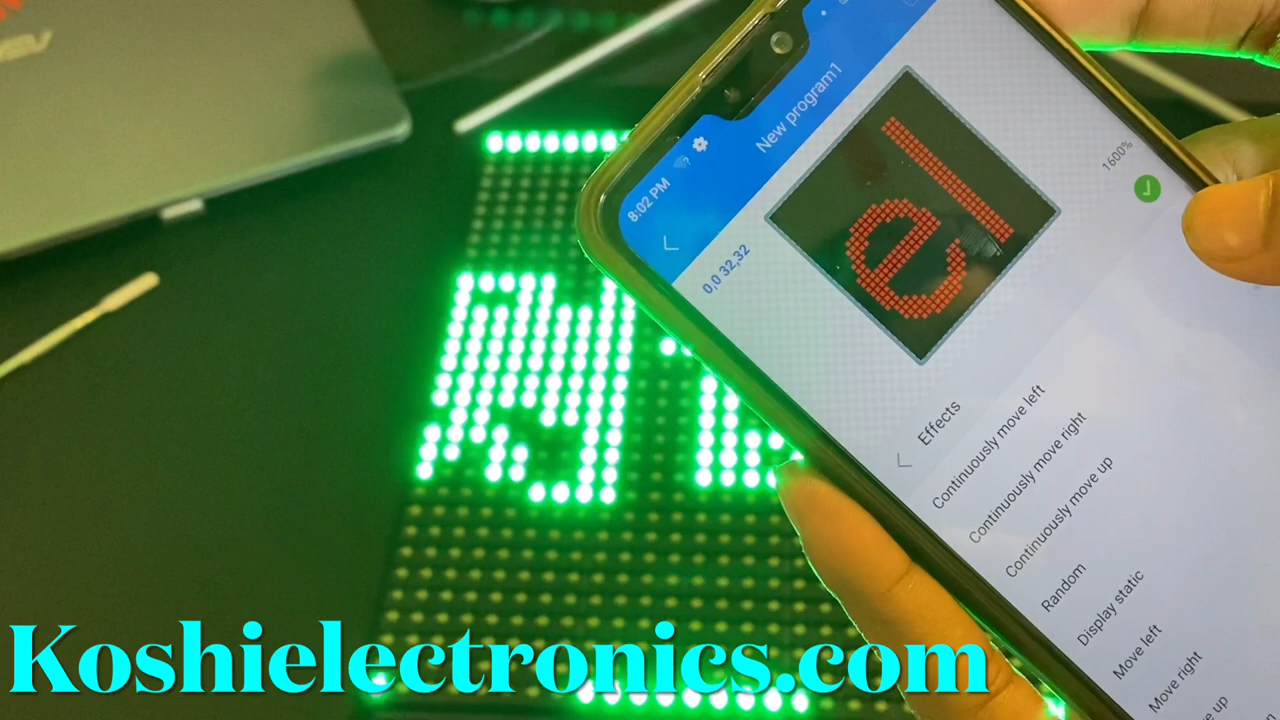 8:02 PM
New program1
0,0 32,32
el
1600%
Effects
Continuously move left
Continuously move right
Continuously move up
Random
Display static
Move left
Move right
Koshielectronics.com